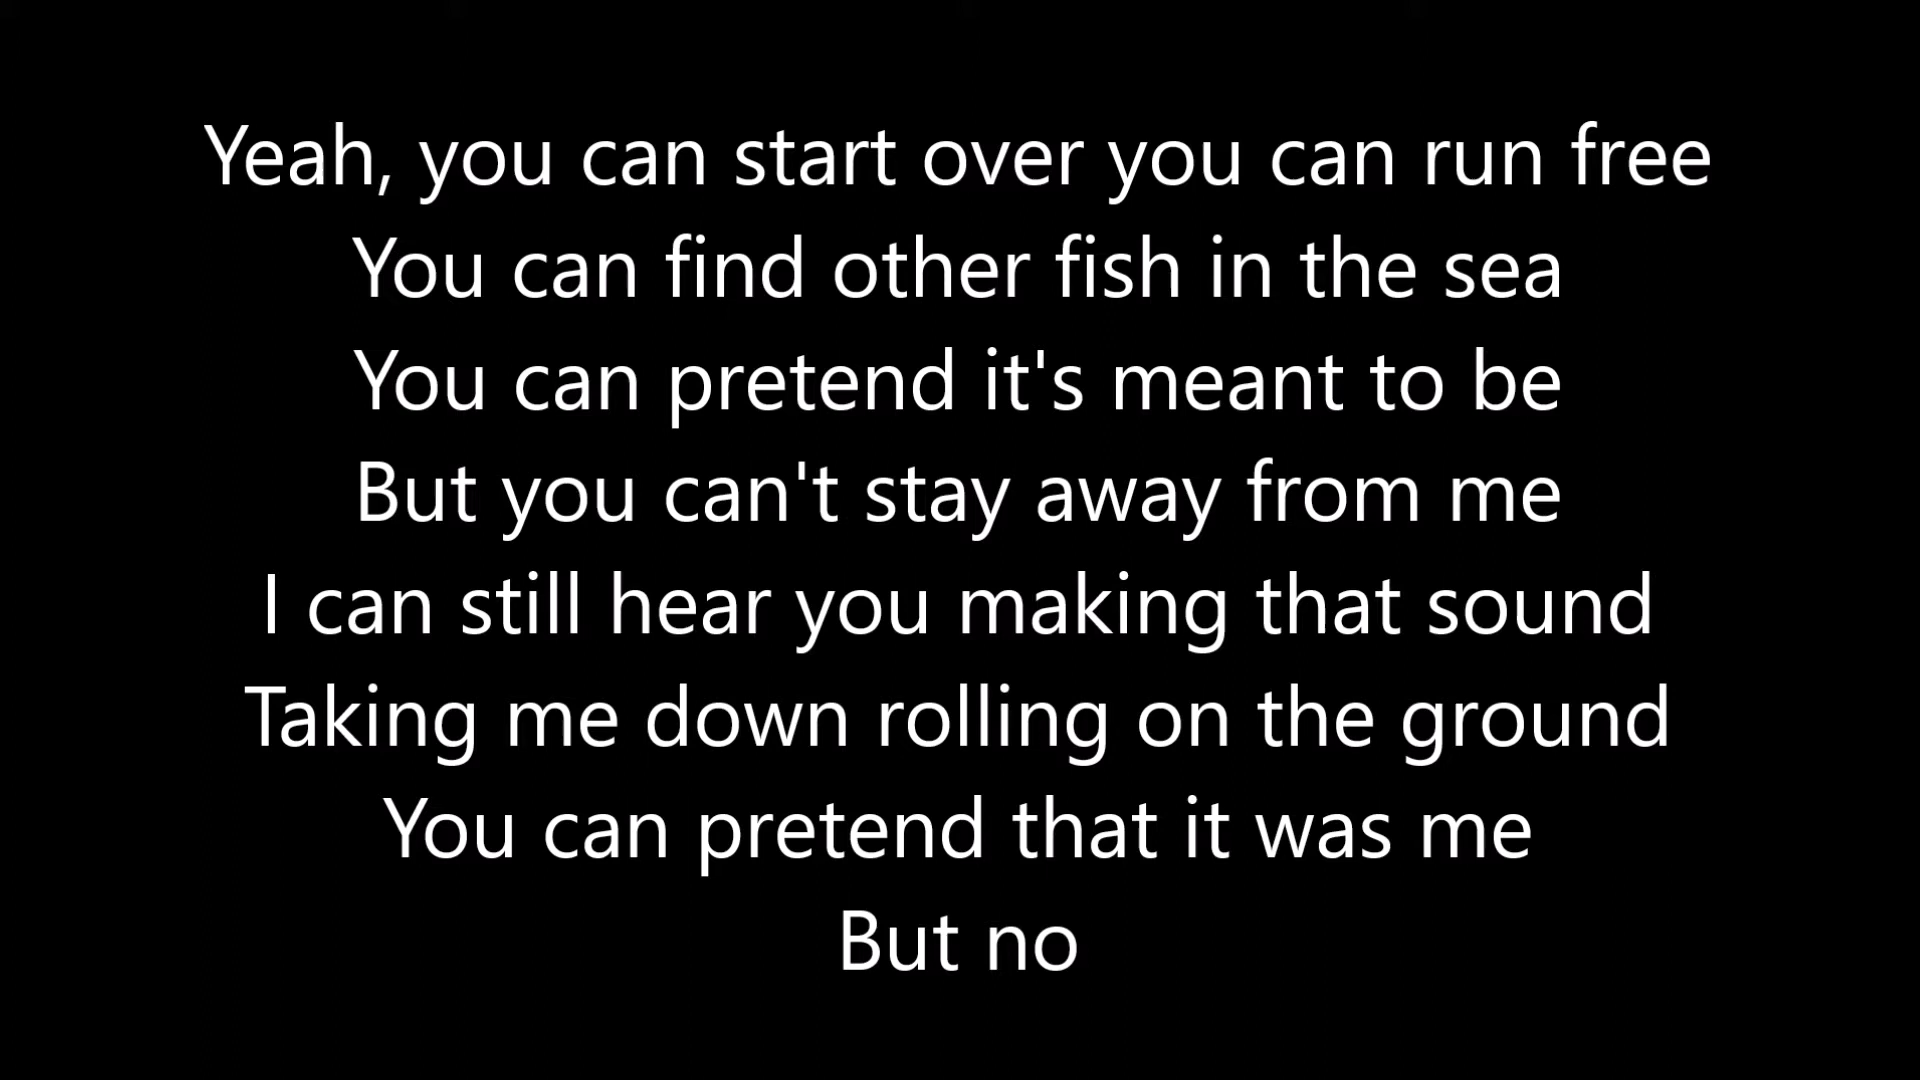 Yeah, you can start over you can run free
You can find other fish in the sea
You can pretend it's meant to be
But you can't stay away from me
I can still hear you making that sound
Taking me down rolling on the ground
You can pretend that it was me
But no